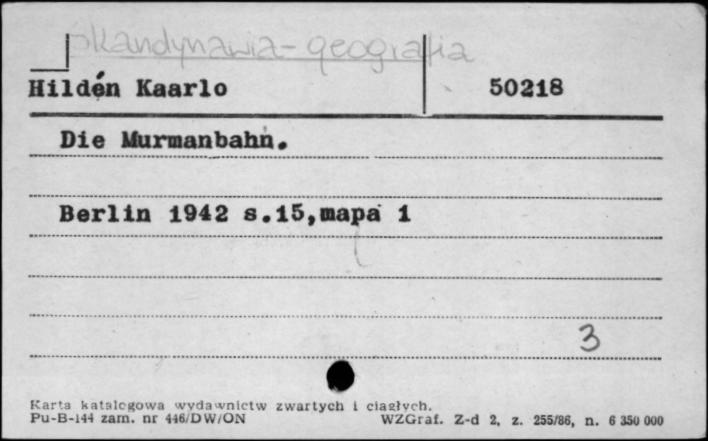 Skandynawia - geografia
Hildén Kaarlo 50218
Die Murmanbahn.
Berlin 1942 s.15,mapa 1
3
Karta katalogowa wydawnictw zwartych i ciągłych.
Pu-B-144 zam. nr 446/DW/ON WZGraf. Z-d 2, z. 255/86, n. 6 350 000